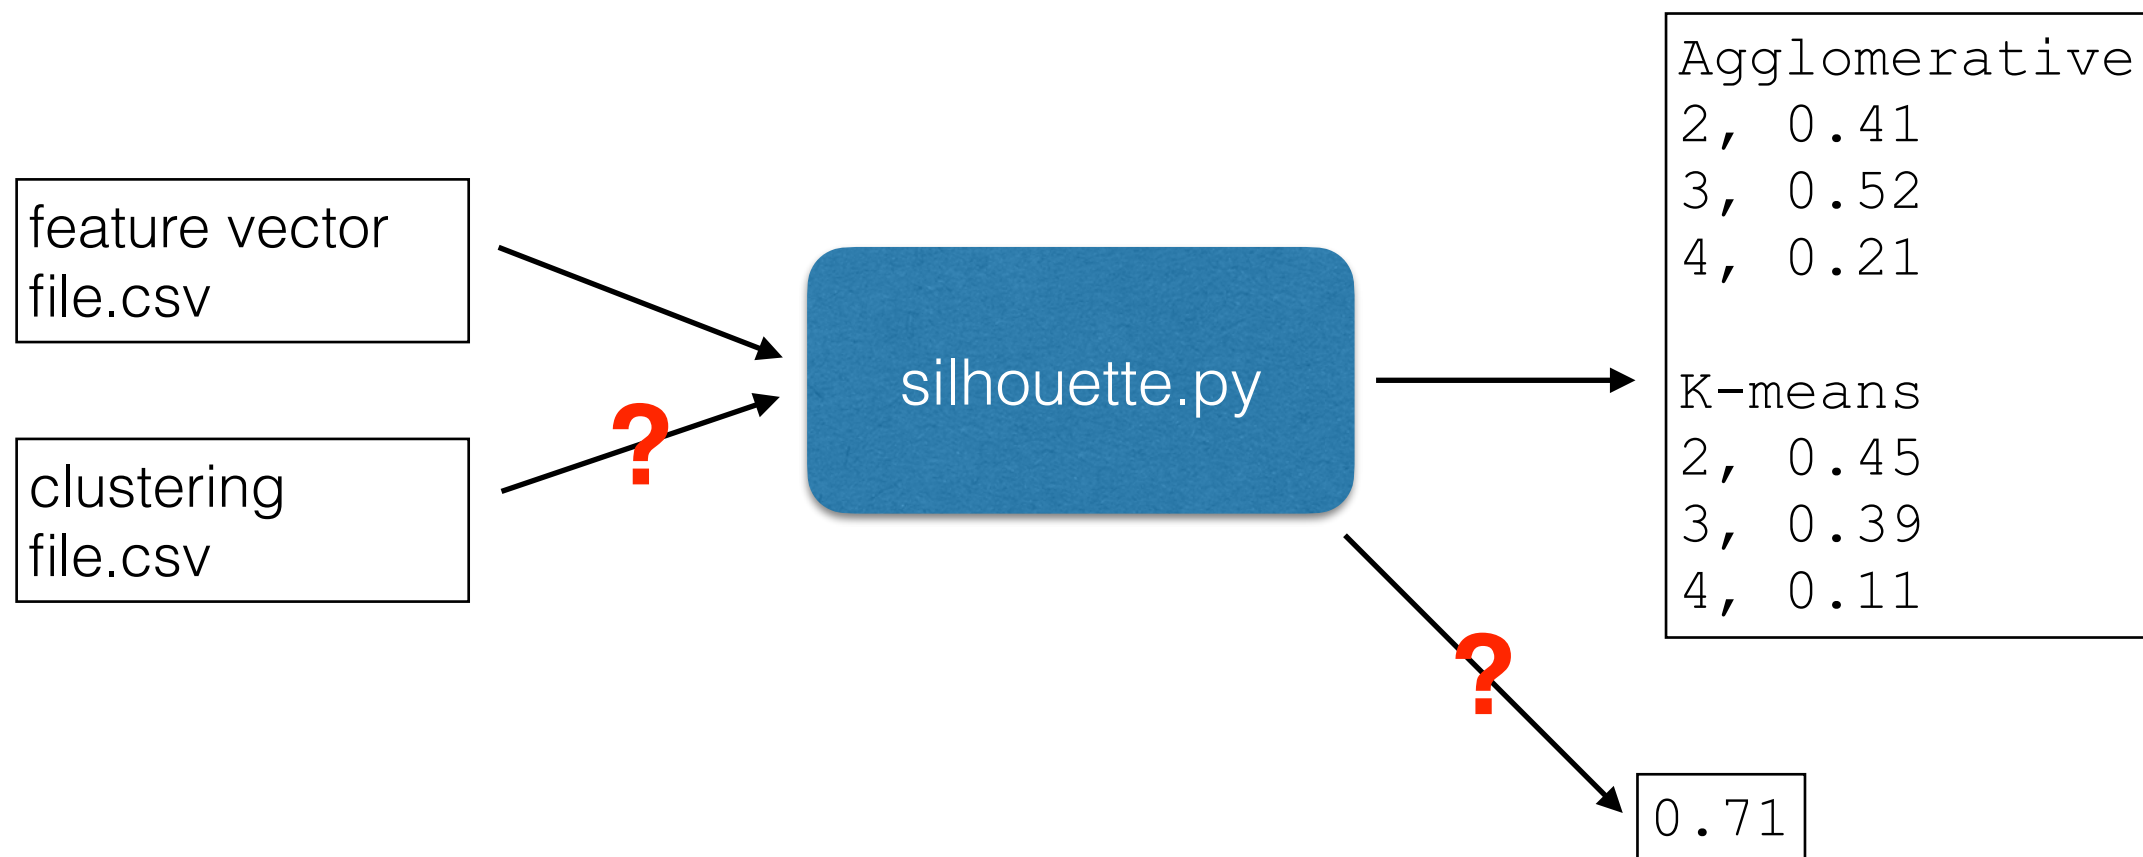 feature vector
file.csv
clustering
file.csv
?
silhouette.py
Agglomerative
2, 0.41
3, 0.52
4, 0.21
K-means
2, 0.45
3, 0.39
4, 0.11
?
0.71